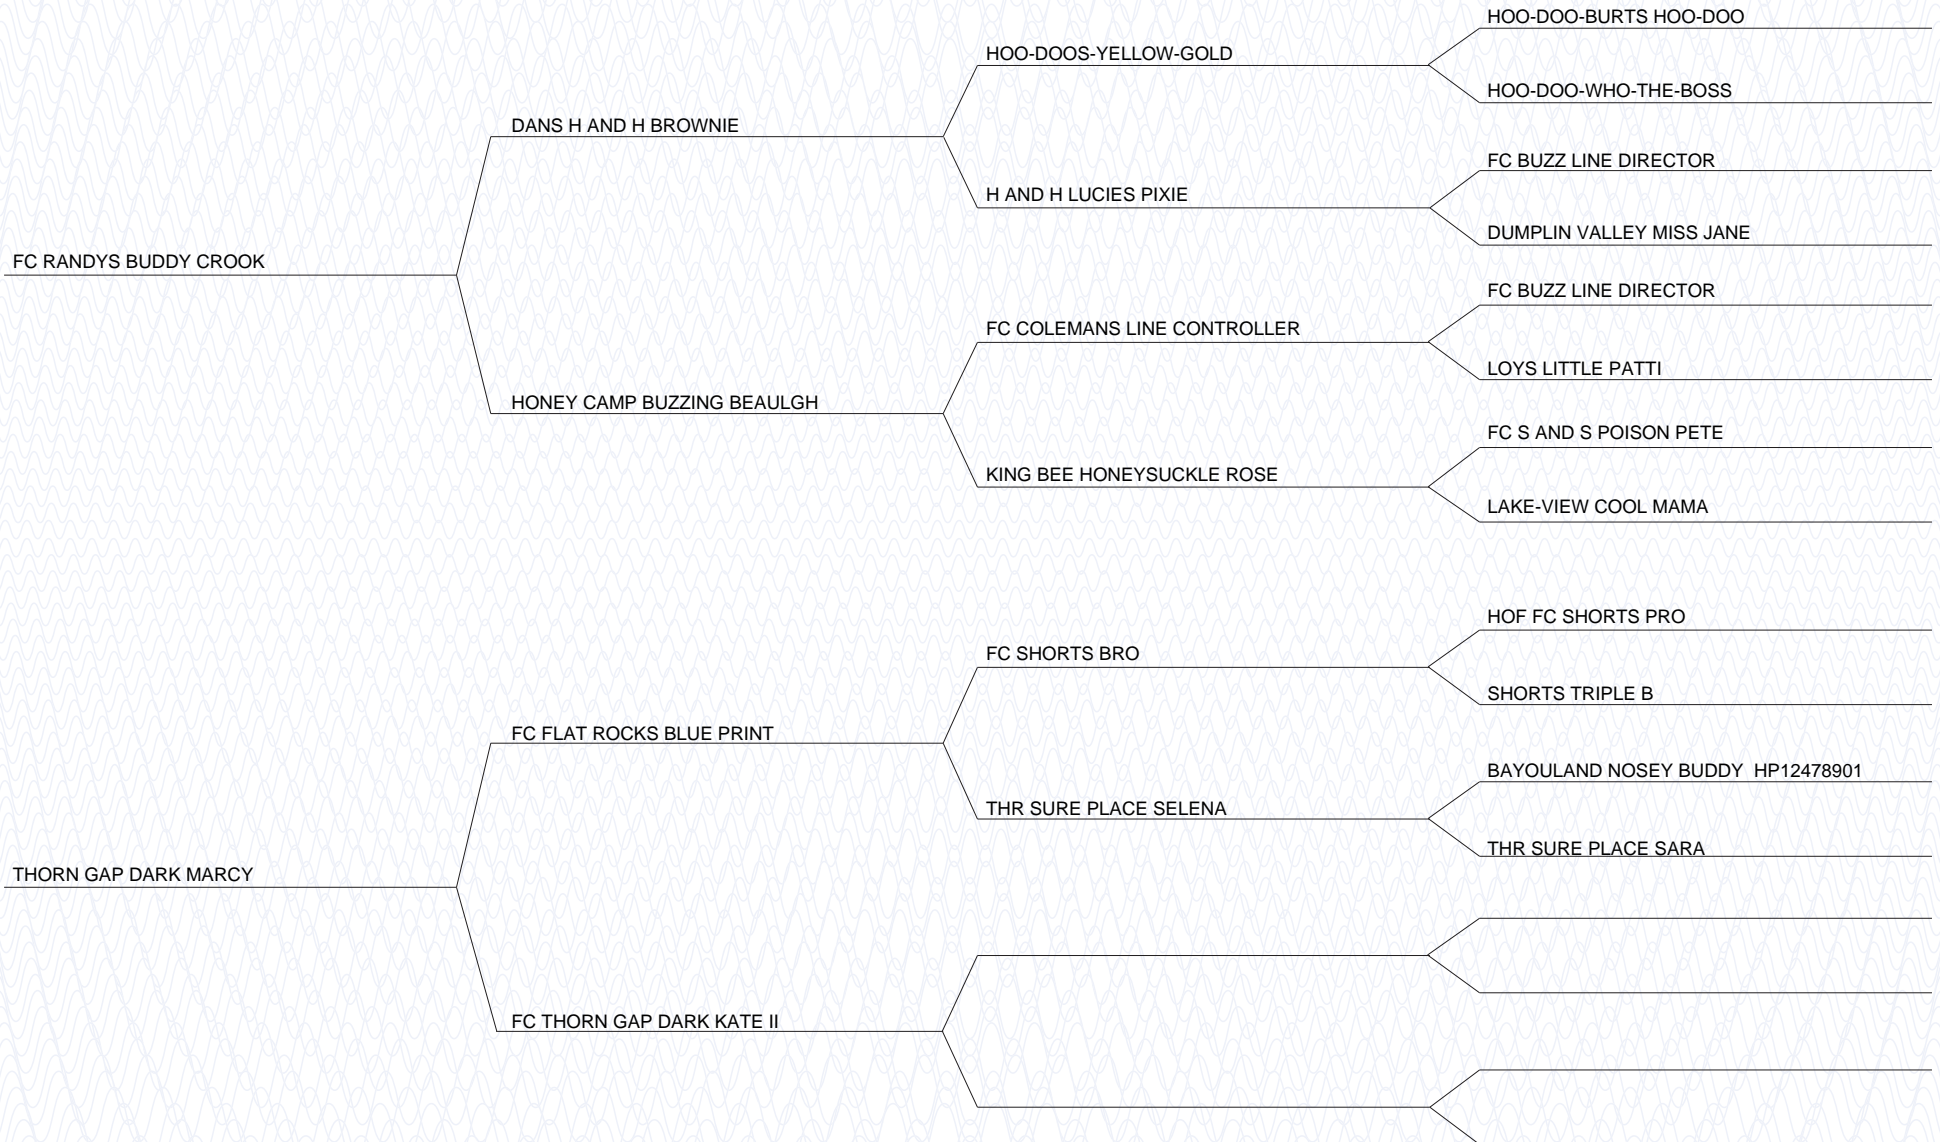 HOO-DOO-BURTS HOO-DOO
HOO-DOOS-YELLOW-GOLD
HOO-DOO-WHO-THE-BOSS
DANS H AND H BROWNIE
FC BUZZ LINE DIRECTOR
H AND H LUCIES PIXIE
DUMPLIN VALLEY MISS JANE
FC RANDYS BUDDY CROOK
FC BUZZ LINE DIRECTOR
FC COLEMANS LINE CONTROLLER
LOYS LITTLE PATTI
HONEY CAMP BUZZING BEAULGH
FC S AND S POISON PETE
KING BEE HONEYSUCKLE ROSE
LAKE-VIEW COOL MAMA
HOF FC SHORTS PRO
FC SHORTS BRO
SHORTS TRIPLE B
FC FLAT ROCKS BLUE PRINT
BAYOULAND NOSEY BUDDY HP12478901
THR SURE PLACE SELENA
THR SURE PLACE SARA
THORN GAP DARK MARCY
FC THORN GAP DARK KATE II